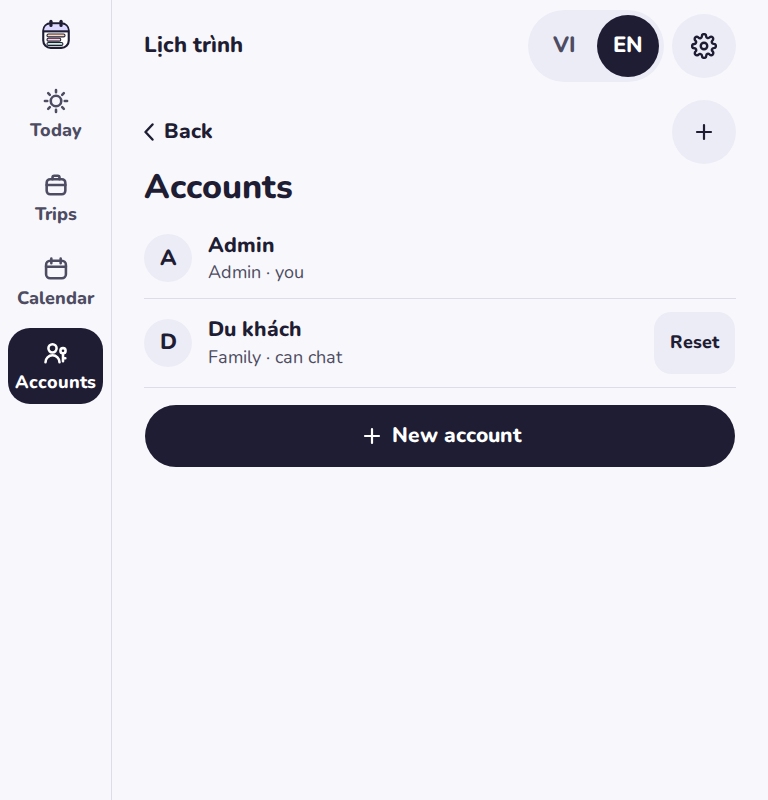 Lịch trình
VI
EN
Today
Trips
Calendar
Accounts
Back
Accounts
A
Admin
Admin · you
D
Du khách
Family · can chat
Reset
New account